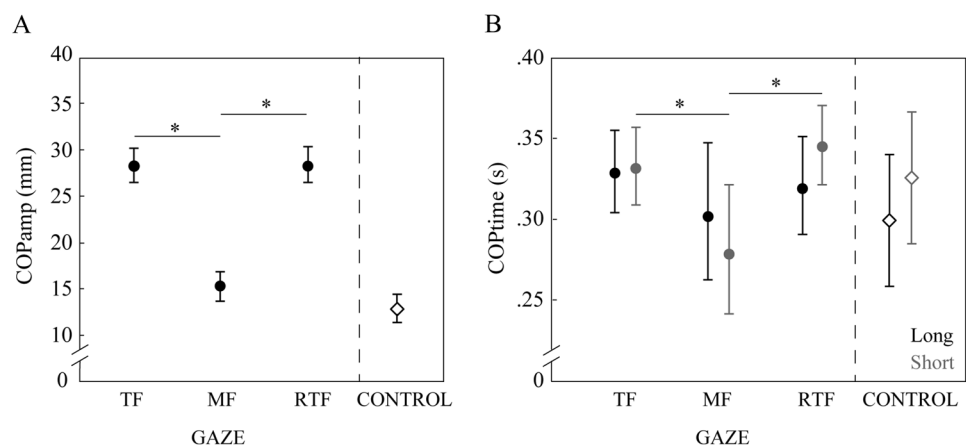 A
COPamp (mm)
40
35
30
25
20
15
10
0
*
*
TF MF RTF CONTROL
GAZE
B
COPtime (s)
.40
.35
.30
.25
0
*
*
Long
Short
TF MF RTF CONTROL
GAZE